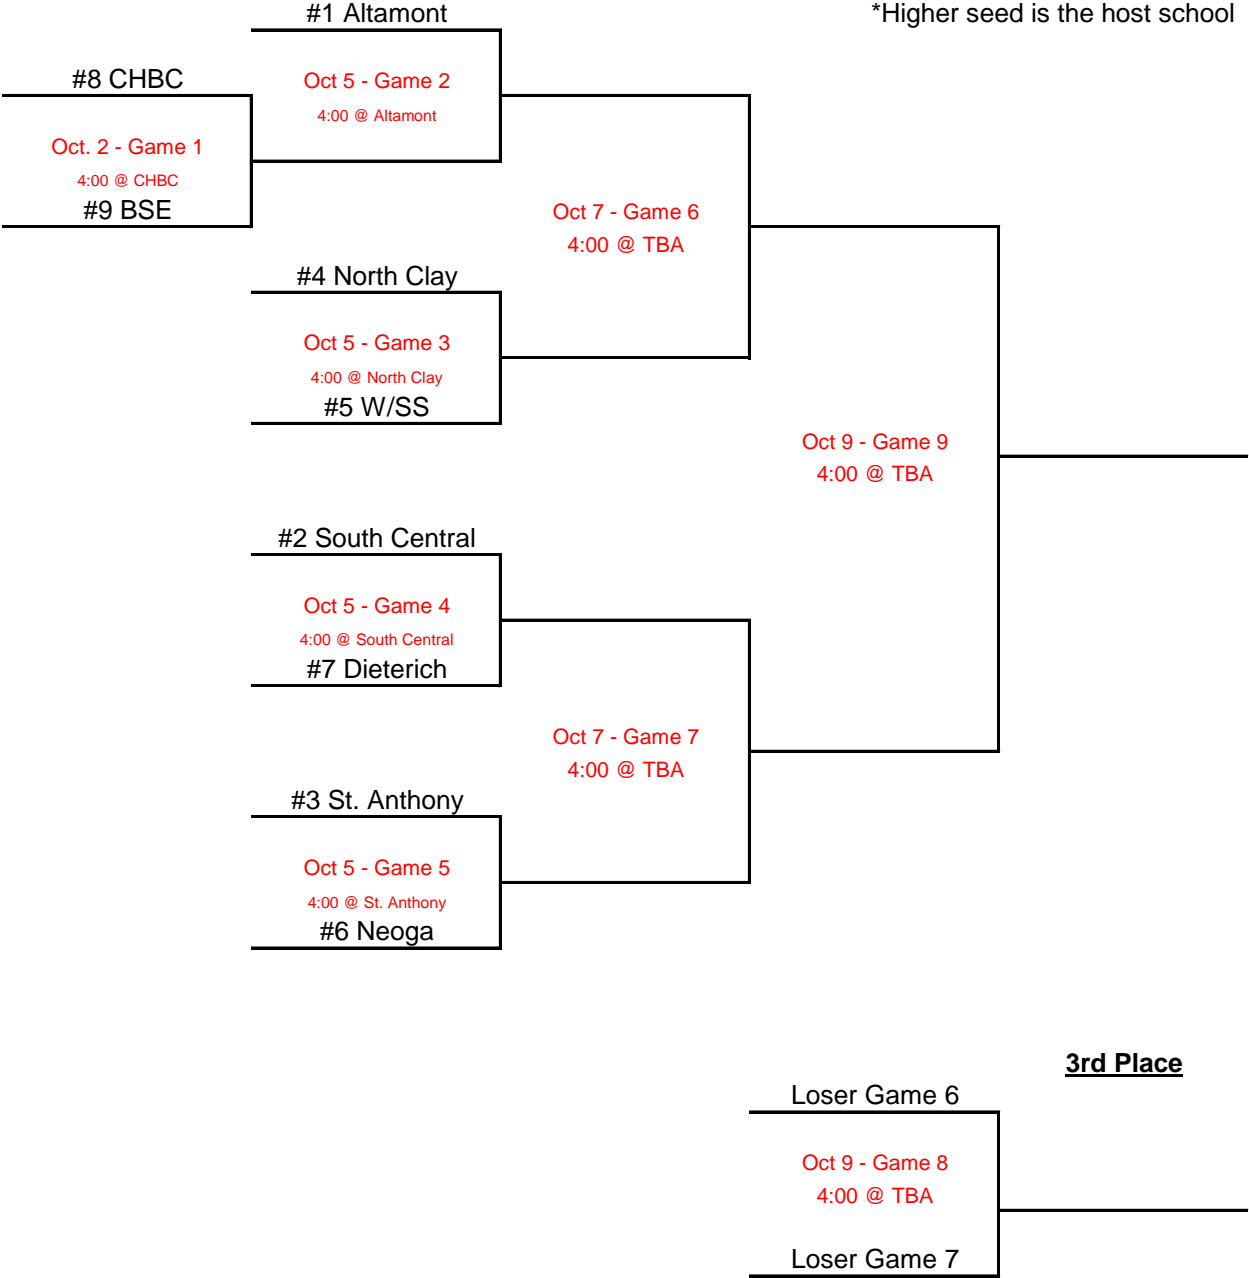 #1 Altamont
*Higher seed is the host school
#8 CHBC
Oct 5 - Game 2
4:00 @ Altamont
Oct. 2 - Game 1
4:00 @ CHBC
#9 BSE
Oct 7 - Game 6
4:00 @ TBA
#4 North Clay
Oct 5 - Game 3
4:00 @ North Clay
#5 W/SS
Oct 9 - Game 9
4:00 @ TBA
#2 South Central
Oct 5 - Game 4
4:00 @ South Central
#7 Dieterich
Oct 7 - Game 7
4:00 @ TBA
#3 St. Anthony
Oct 5 - Game 5
4:00 @ St. Anthony
#6 Neoga
3rd Place
Loser Game 6
Oct 9 - Game 8
4:00 @ TBA
Loser Game 7